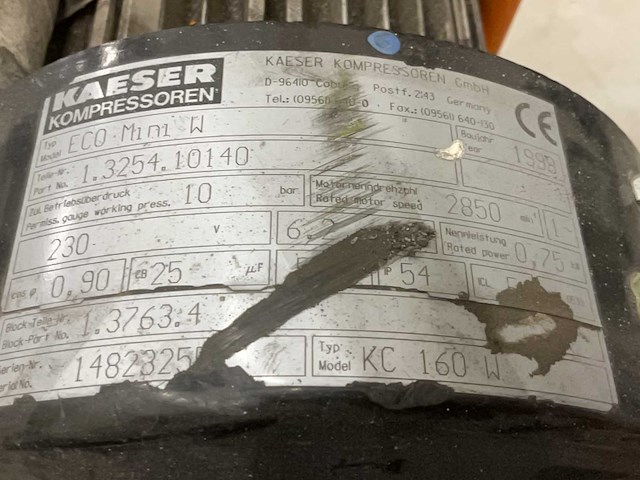 KAESER KOMPRESSOREN GmbH
KAESER
KOMPRESSOREN
D-96410 Postf. 2143 Germany
Tel.: (09561) Fax.: (09561) 640-130
CE
Typ
Model ECO Mini W
Baujahr
Year
Teile-Nr.
Part No. 1.3254.10140
Zul. Betriebsüberdruck
Permiss. gauge working press. 10 bar
Motornenndrehzahl
Rated motor speed 2850 min⁻¹ 1~
230 V
Nennleistung
Rated power 0,75 kW
cos φ 0,90 CB 25 µF IP 54 ICL
Block-Teile-Nr.
Block-Part No. 1.3763.4
Serien-Nr.
Serial No.
Typ
Model KC 160 W